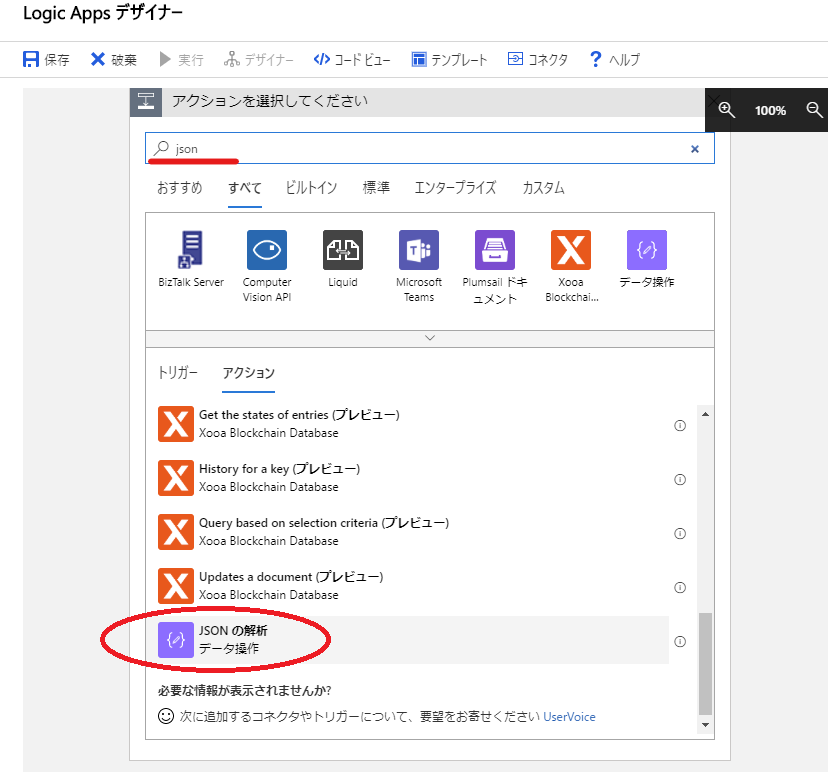 Logic Apps デザイナー
保存 破棄 実行 デザイナー コード ビュー テンプレート コネクタ ヘルプ
アクションを選択してください
100%
json
おすすめ すべて ビルトイン 標準 エンタープライズ カスタム
BizTalk Server
Computer Vision API
Liquid
Microsoft Teams
Plumsail ドキュメント
Xooa Blockchai...
データ操作
トリガー アクション
Get the states of entries (プレビュー)
Xooa Blockchain Database
History for a key (プレビュー)
Xooa Blockchain Database
Query based on selection criteria (プレビュー)
Xooa Blockchain Database
Updates a document (プレビュー)
Xooa Blockchain Database
JSON の解析
データ操作
必要な情報が表示されませんか?
次に追加するコネクタやトリガーについて、要望をお寄せください UserVoice